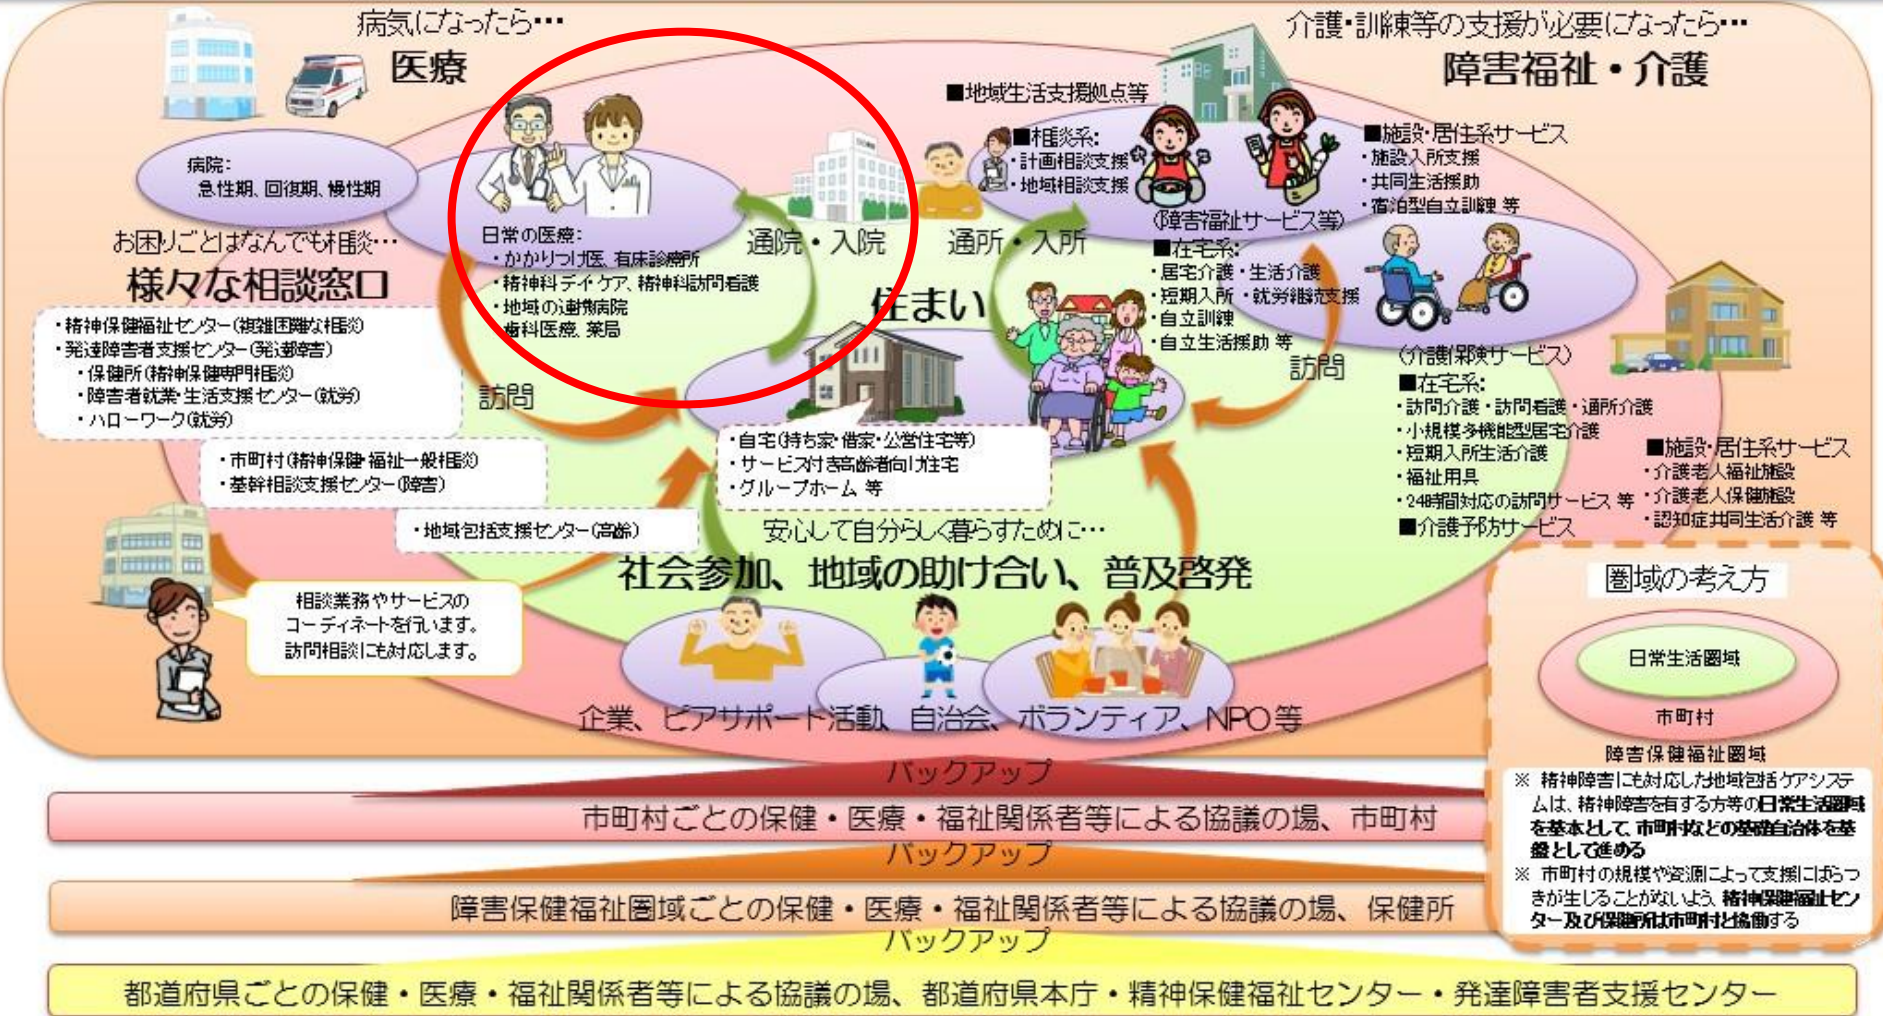 病気になったら…
医療
病院:
急性期、回復期、慢性期
日常の医療:
・かかりつけ医、有床診療所
・精神科デイケア、精神科訪問看護
・地域の連携病院
・歯科医療、薬局
通院・入院
通所・入所
介護・訓練等の支援が必要になったら…
障害福祉・介護
■地域生活支援拠点等
■相談系:
・計画相談支援
・地域相談支援
■施設・居住系サービス
・施設入所支援
・共同生活援助
・宿泊型自立訓練 等
(障害福祉サービス等)
■在宅系:
・居宅介護・生活介護
・短期入所・就労継続支援
・自立訓練
・自立生活援助 等
訪問
(介護保険サービス)
■在宅系:
・訪問介護・訪問看護・通所介護
・小規模多機能型居宅介護
・短期入所生活介護
・福祉用具
・24時間対応の訪問サービス 等
■介護予防サービス
■施設・居住系サービス
・介護老人福祉施設
・介護老人保健施設
・認知症共同生活介護 等
お困りごとはなんでも相談…
様々な相談窓口
・精神保健福祉センター(複雑困難な相談)
・発達障害者支援センター(発達障害)
・保健所(精神保健専門相談)
・障害者就業・生活支援センター(就労)
・ハローワーク(就労)
訪問
・市町村(精神保健・福祉一般相談)
・基幹相談支援センター(障害)
・地域包括支援センター(高齢)
相談業務やサービスの
コーディネートを行います。
訪問相談にも対応します。
住まい
・自宅(持ち家・借家・公営住宅等)
・サービス付き高齢者向け住宅
・グループホーム 等
安心して自分らしく暮らすために…
社会参加、地域の助け合い、普及啓発
企業、ピアサポート活動、自治会、ボランティア、NPO等
圏域の考え方
日常生活圏域
市町村
障害保健福祉圏域
※ 精神障害にも対応した地域包括ケアシステ
ムは、精神障害を有する方等の日常生活圏域
を基本として、市町村などの基礎自治体を基
盤として進める
※ 市町村の規模や資源によって支援にばらつ
きが生じることがないよう、精神保健福祉セン
ター及び保健所は市町村と協働する
バックアップ
市町村ごとの保健・医療・福祉関係者等による協議の場、市町村
バックアップ
障害保健福祉圏域ごとの保健・医療・福祉関係者等による協議の場、保健所
バックアップ
都道府県ごとの保健・医療・福祉関係者等による協議の場、都道府県本庁・精神保健福祉センター・発達障害者支援センター